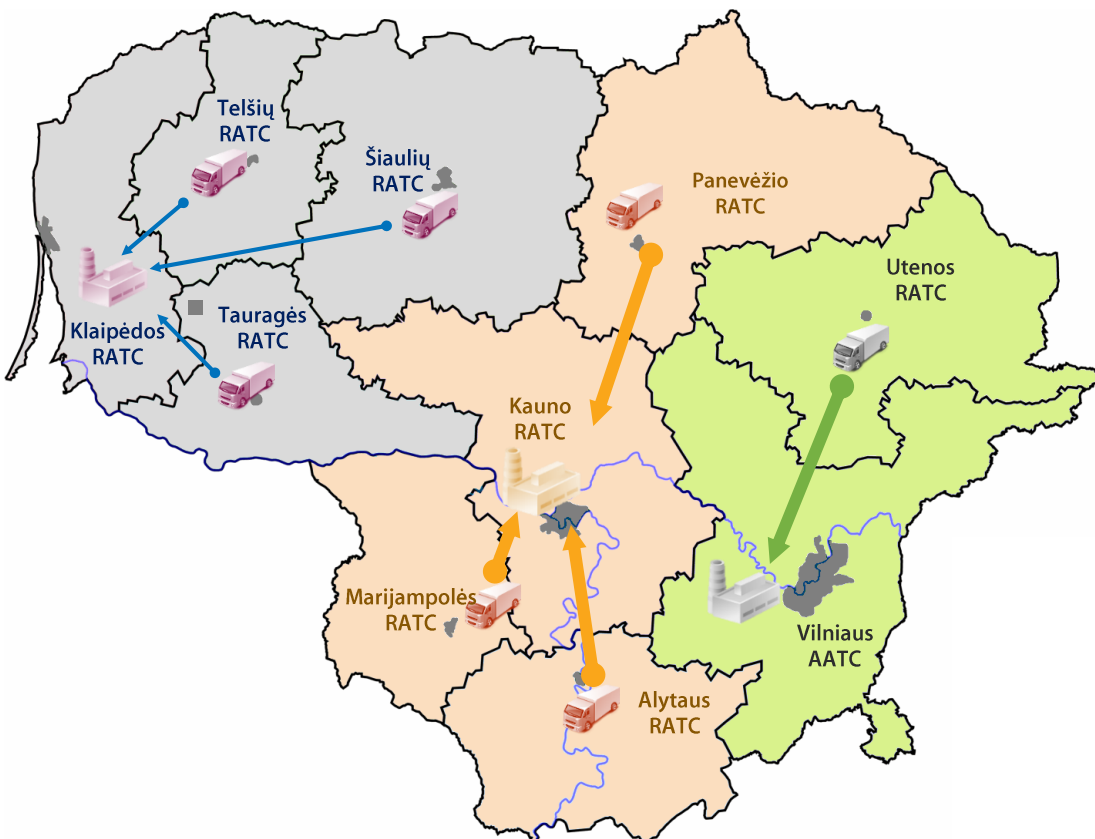 Telšių
RATC
Šiaulių
RATC
Panevėžio
RATC
Utenos
RATC
Klaipėdos
RATC
Tauragės
RATC
Kauno
RATC
Marijampolės
RATC
Vilniaus
AATC
Alytaus
RATC